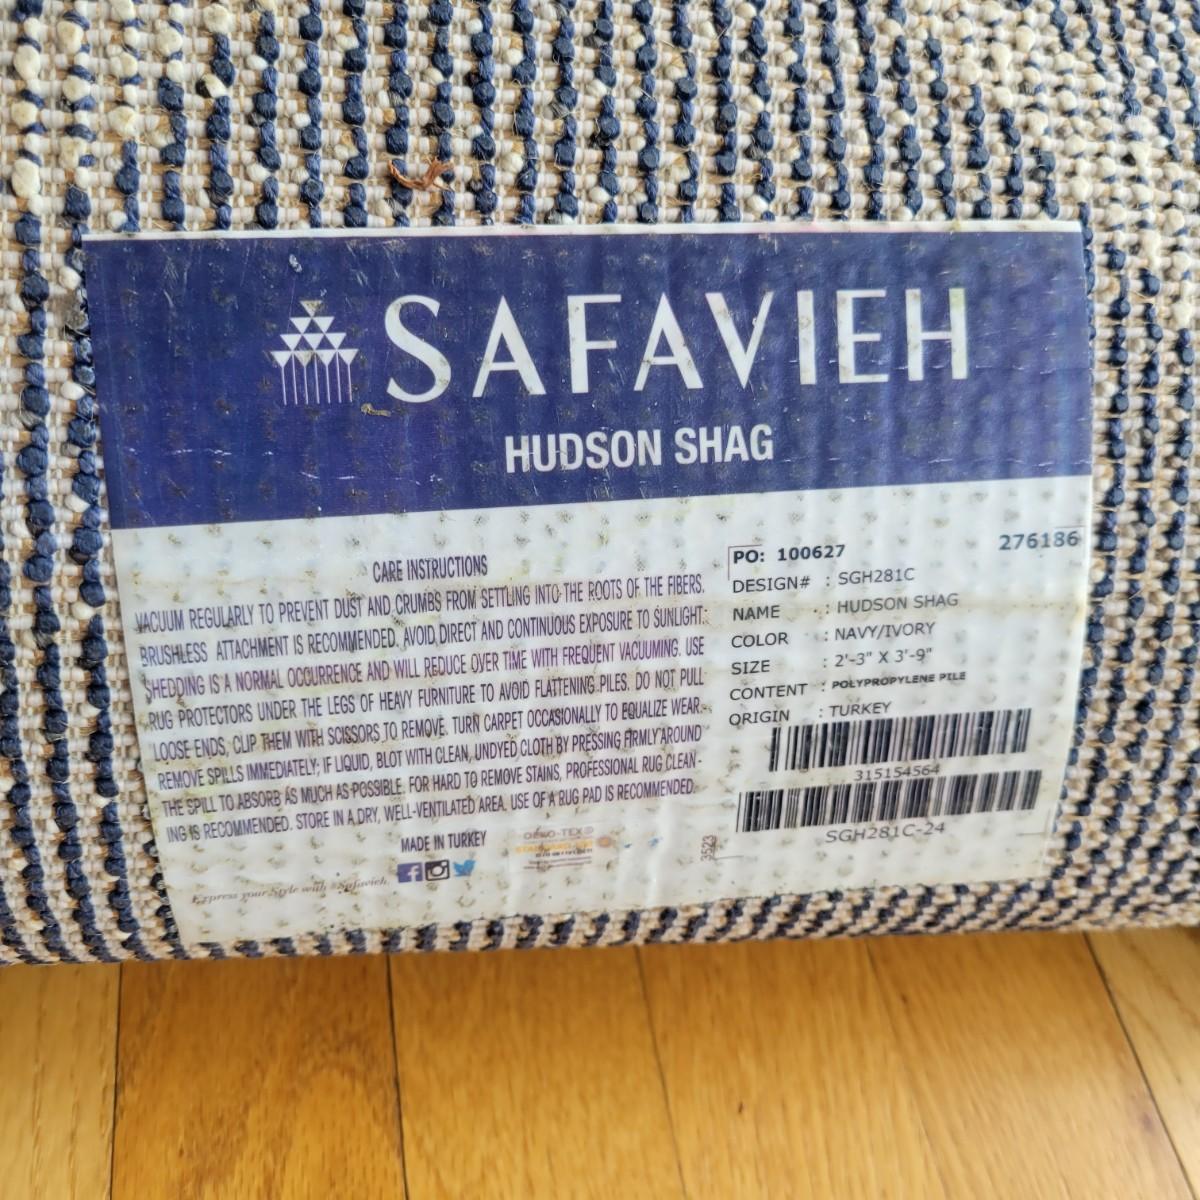 SAFAVIEH
HUDSON SHAG
CARE INSTRUCTIONS
VACUUM REGULARLY TO PREVENT DUST AND CRUMBS FROM SETTLING INTO THE ROOTS OF THE FIBERS.
BRUSHLESS ATTACHMENT IS RECOMMENDED. AVOID DIRECT AND CONTINUOUS EXPOSURE TO SUNLIGHT.
SHEDDING IS A NORMAL OCCURRENCE AND WILL REDUCE OVER TIME WITH FREQUENT VACUUMING. USE
RUG PROTECTORS UNDER THE LEGS OF HEAVY FURNITURE TO AVOID FLATTENING PILES. DO NOT PULL
LOOSE ENDS, CLIP THEM WITH SCISSORS TO REMOVE. TURN CARPET OCCASIONALLY TO EQUALIZE WEAR.
REMOVE SPILLS IMMEDIATELY; IF LIQUID, BLOT WITH CLEAN, UNDYED CLOTH BY PRESSING FIRMLY AROUND
THE SPILL TO ABSORB AS MUCH AS POSSIBLE. FOR HARD TO REMOVE STAINS, PROFESSIONAL RUG CLEAN-
ING IS RECOMMENDED. STORE IN A DRY, WELL-VENTILATED AREA. USE OF A RUG PAD IS RECOMMENDED.
MADE IN TURKEY
OEKO-TEX®
Express your Style with @Safavieh
276186
PO: 100627
DESIGN# : SGH281C
NAME : HUDSON SHAG
COLOR : NAVY/IVORY
SIZE : 2'-3" X 3'-9"
CONTENT : POLYPROPYLENE PILE
ORIGIN : TURKEY
315154564
SGH281C-24
3523